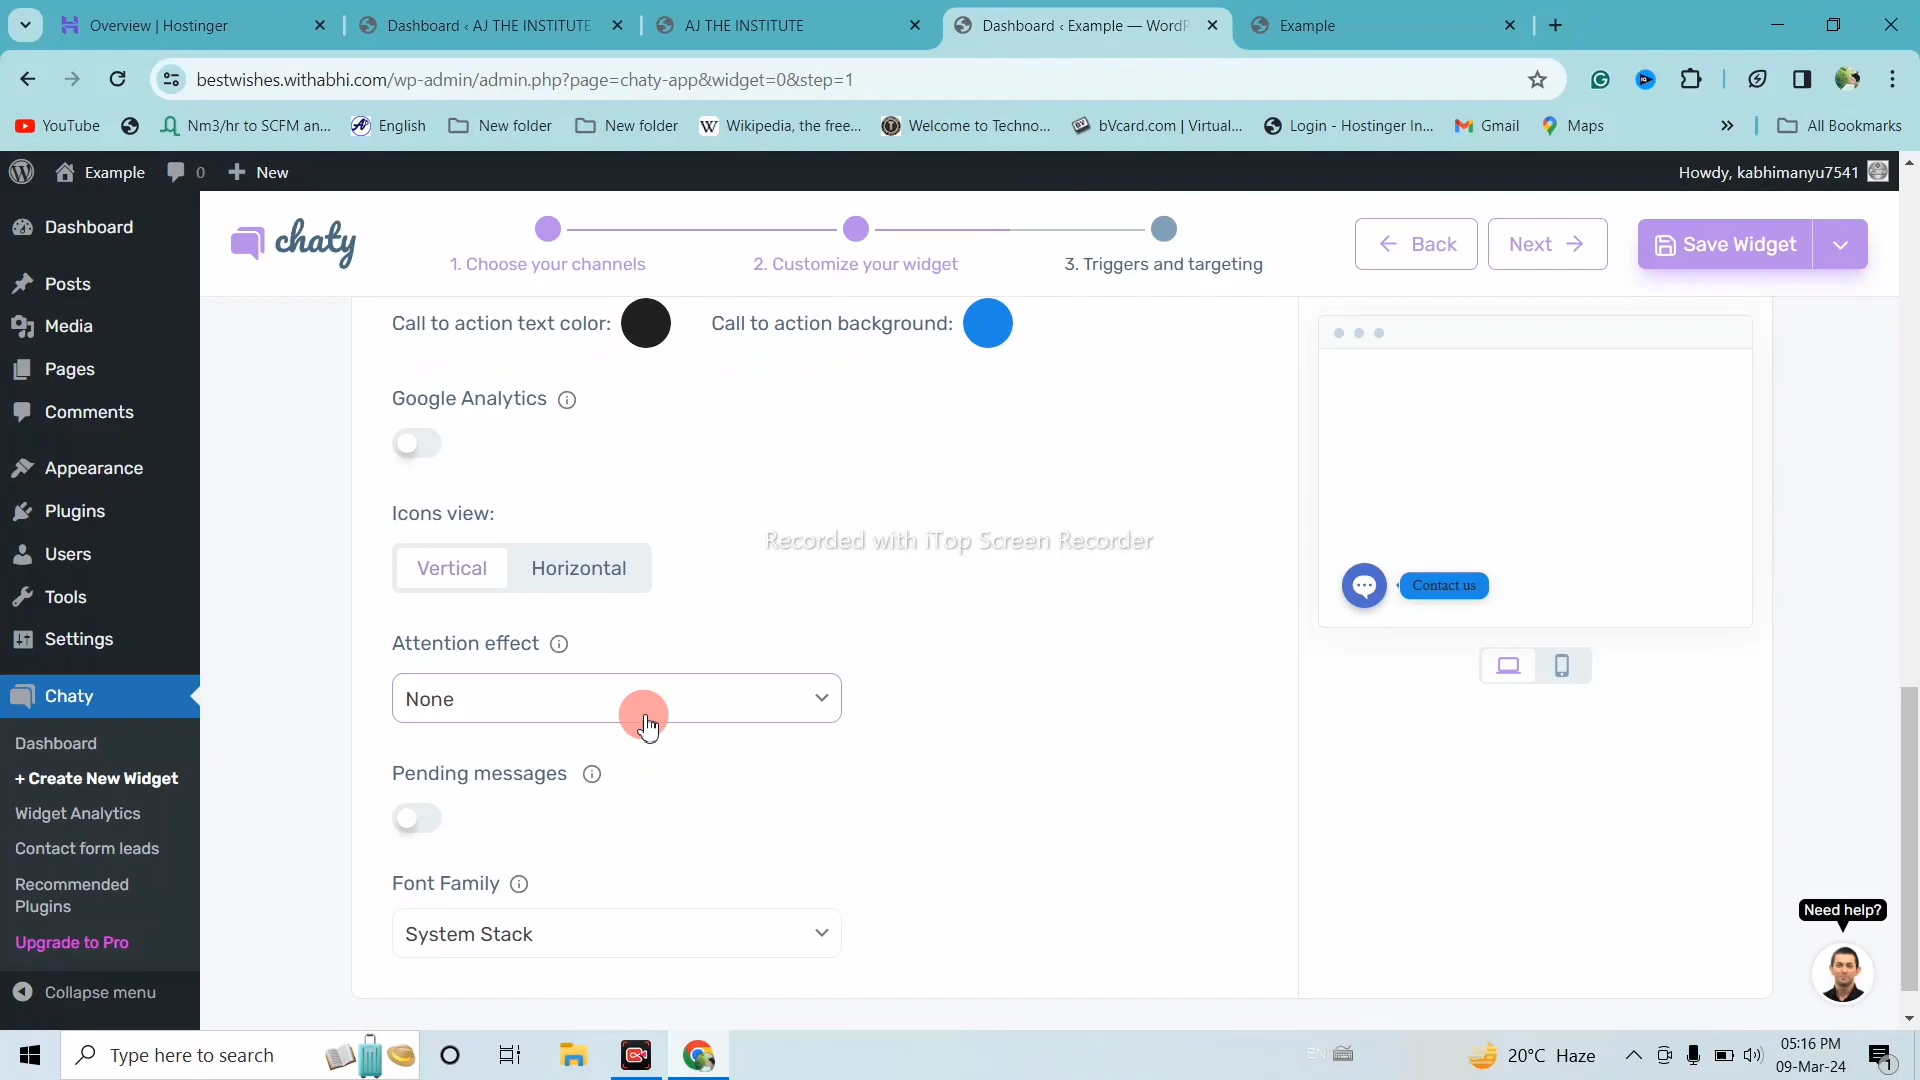 Overview | Hostinger
Dashboard ‹ AJ THE INSTITUTE
AJ THE INSTITUTE
Dashboard ‹ Example — WordP
Example
bestwishes.withabhi.com/wp-admin/admin.php?page=chaty-app&widget=0&step=1
YouTube
Nm3/hr to SCFM an...
English
New folder
New folder
Wikipedia, the free...
Welcome to Techno...
bVcard.com | Virtual...
Login - Hostinger In...
Gmail
Maps
All Bookmarks
Example
0
New
Howdy, kabhimanyu7541
Dashboard
Posts
Media
Pages
Comments
Appearance
Plugins
Users
Tools
Settings
Chaty
Dashboard
+ Create New Widget
Widget Analytics
Contact form leads
Recommended
Plugins
Upgrade to Pro
Collapse menu
chaty
1. Choose your channels
2. Customize your widget
3. Triggers and targeting
Back
Next
Save Widget
Call to action text color:
Call to action background:
Google Analytics
Icons view:
Vertical
Horizontal
Recorded with iTop Screen Recorder
Attention effect
None
Pending messages
Font Family
System Stack
Contact us
Need help?
Type here to search
EN
20°C Haze
05:16 PM
09-Mar-24
1